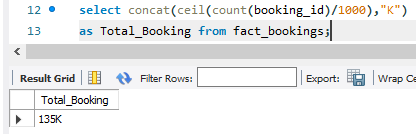 12 select concat(ceil(count(booking_id)/1000),"K")
13 as Total_Booking from fact_bookings;
Result Grid Filter Rows: Export: Wrap Ce
Total_Booking
135K